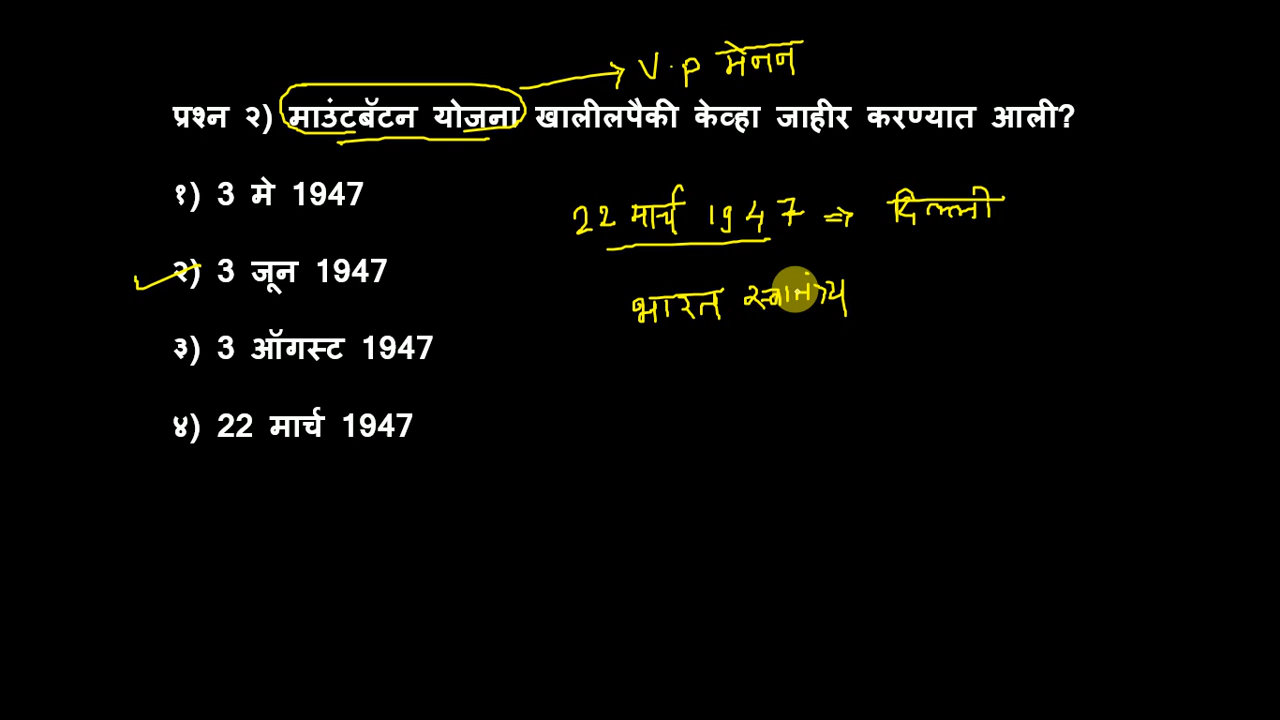 V.P मेनन
प्रश्न २) माउंटबॅटन योजना खालीलपैकी केव्हा जाहीर करण्यात आली?
१) 3 मे 1947
22 मार्च 1947 ⇒ दिल्ली
२) 3 जून 1947
भारत स्वातंत्र्य
३) 3 ऑगस्ट 1947
४) 22 मार्च 1947